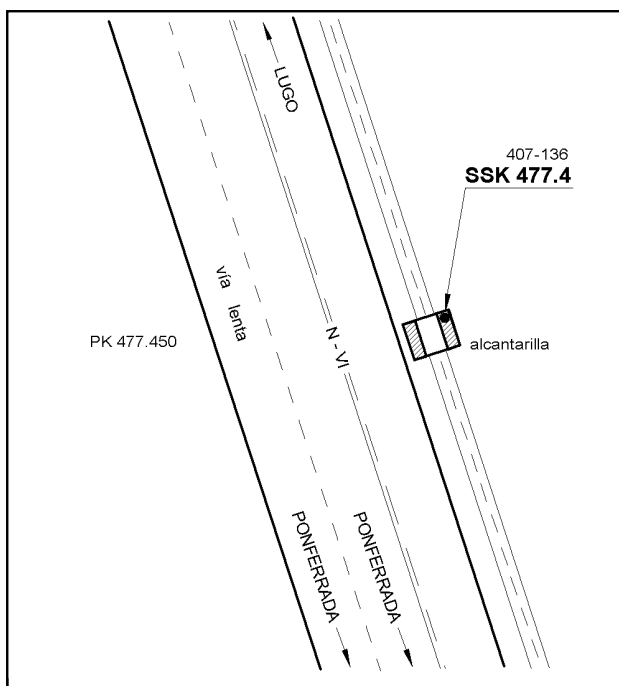 LUGO
407-136
SSK 477.4
vía lenta
PK 477.450
N - VI
alcantarilla
PONFERRADA
PONFERRADA